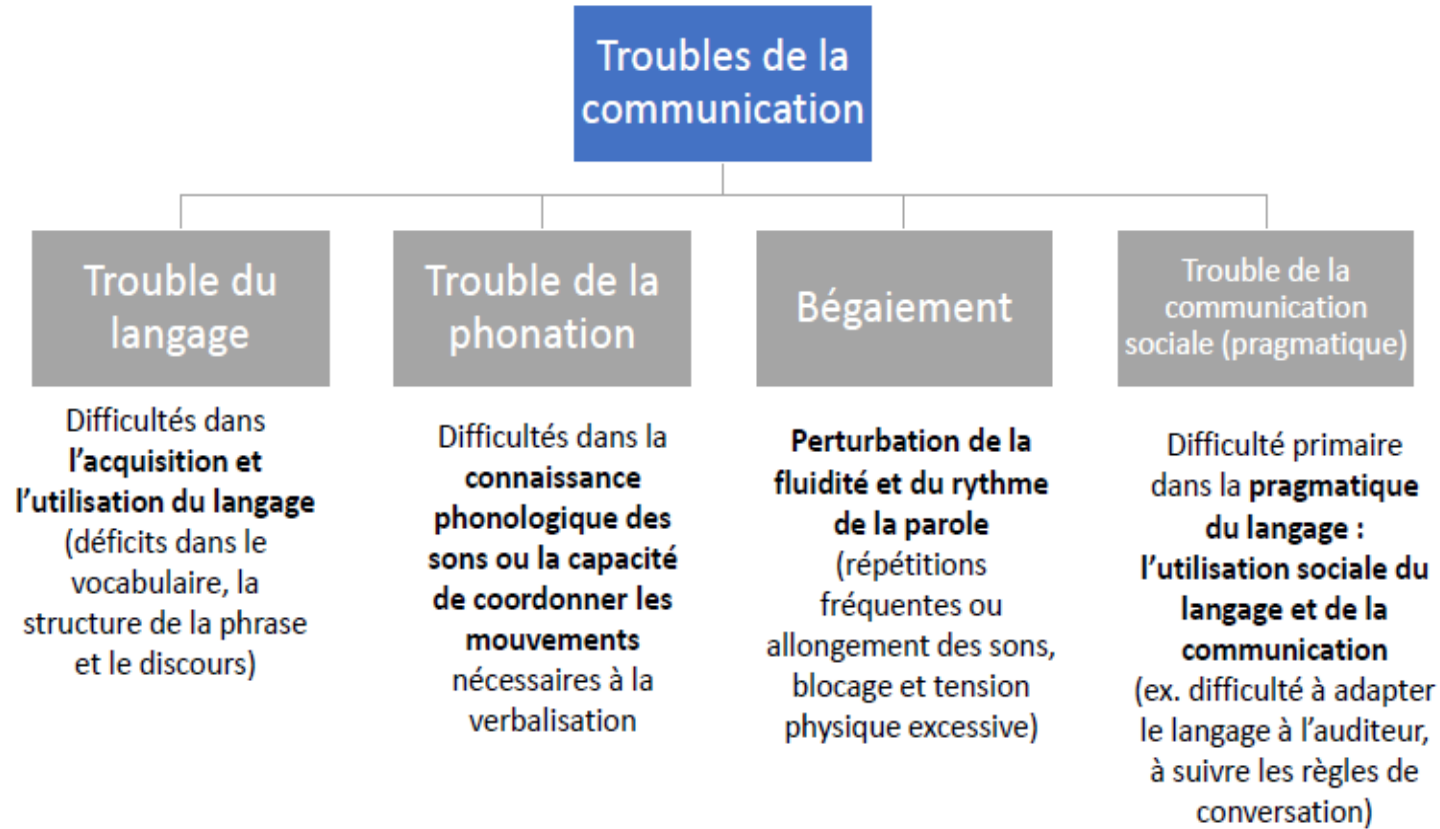 Troubles de la
communication
Trouble du
langage
Difficultés dans
l'acquisition et
l'utilisation du langage
(déficits dans le
vocabulaire, la
structure de la phrase
et le discours)
Trouble de la
phonation
Difficultés dans la
connaissance
phonologique des
sons ou la capacité
de coordonner les
mouvements
nécessaires à la
verbalisation
Bégaiement
Perturbation de la
fluidité et du rythme
de la parole
(répétitions
fréquentes ou
allongement des sons,
blocage et tension
physique excessive)
Trouble de la
communication
sociale (pragmatique)
Difficulté primaire
dans la pragmatique
du langage :
l'utilisation sociale du
langage et de la
communication
(ex. difficulté à adapter
le langage à l'auditeur,
à suivre les règles de
conversation)